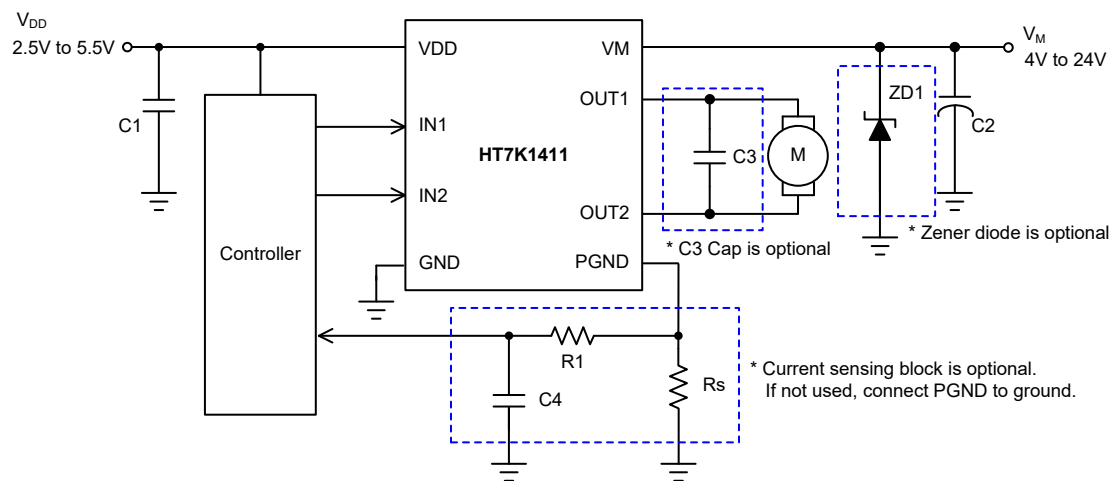 VDD
2.5V to 5.5V
C1
Controller
VDD
IN1
IN2
GND
HT7K1411
VM
OUT1
OUT2
PGND
C3
M
* C3 Cap is optional
ZD1
C2
VM
4V to 24V
* Zener diode is optional
R1
C4
Rs
* Current sensing block is optional.
If not used, connect PGND to ground.